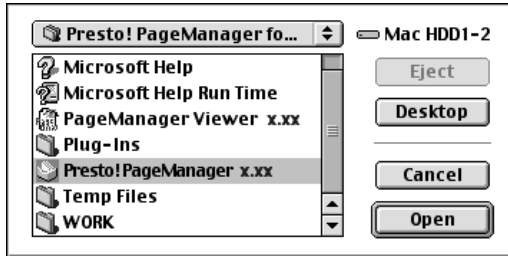 Presto! PageManager fo...
Mac HDD1-2
Microsoft Help
Microsoft Help Run Time
PageManager Viewer x.xx
Plug-Ins
Presto! PageManager x.xx
Temp Files
WORK
Eject
Desktop
Cancel
Open